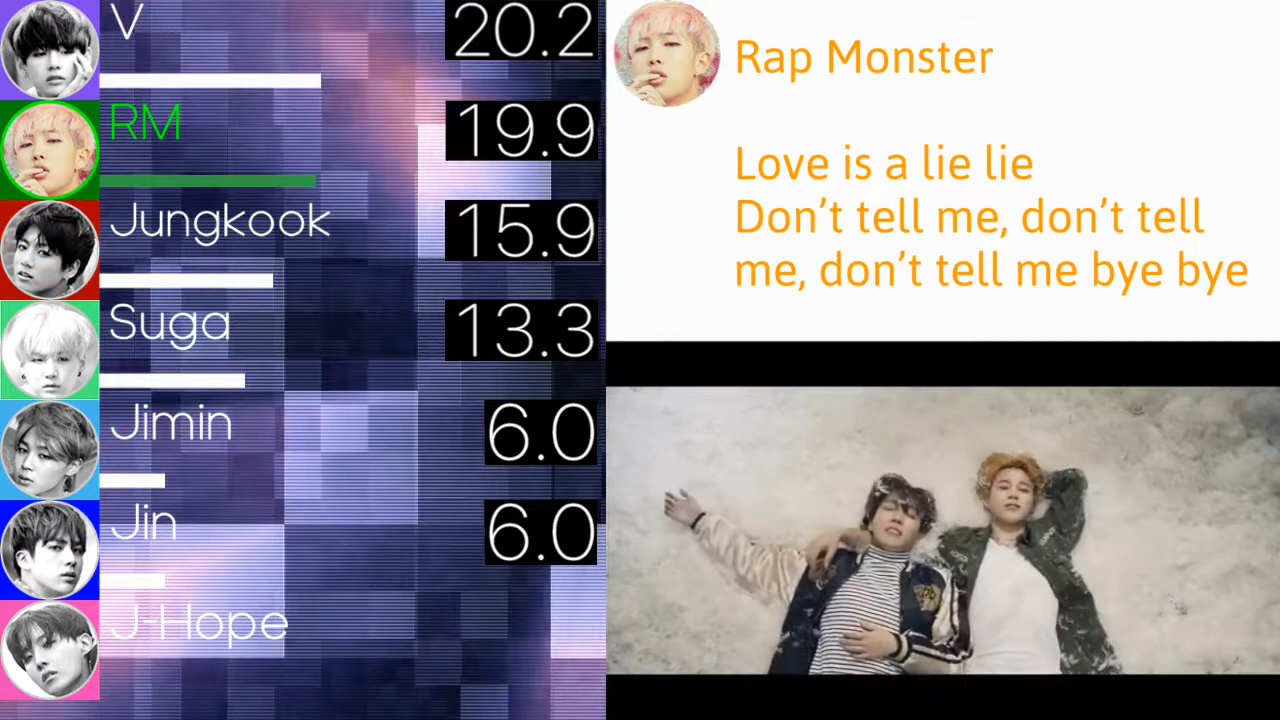 V
20.2
RM
19.9
Jungkook
15.9
Suga
13.3
Jimin
6.0
Jin
6.0
J-Hope
Rap Monster
Love is a lie lie
Don’t tell me, don’t tell
me, don’t tell me bye bye